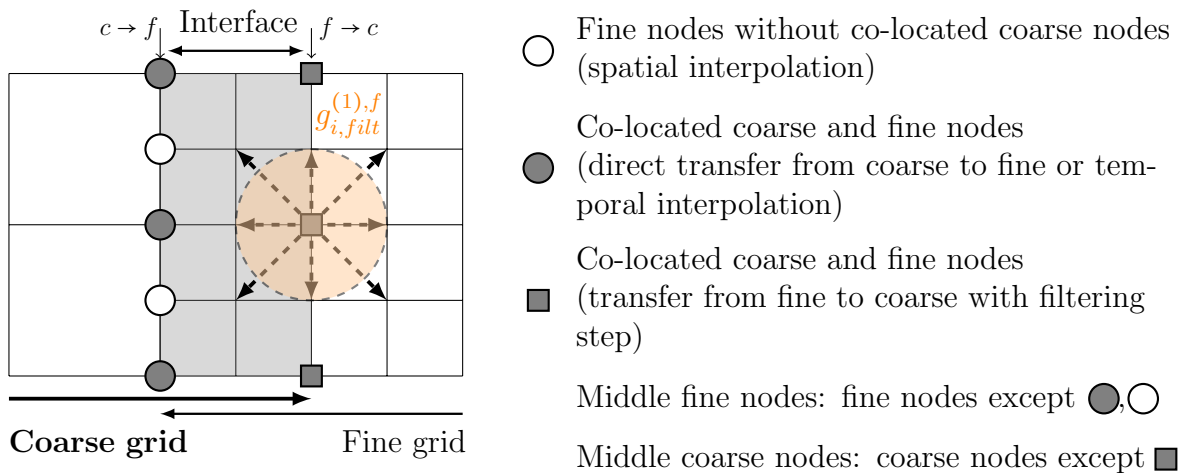 c → f Interface f → c
g_{i,filt}^{(1),f}
Coarse grid Fine grid
Fine nodes without co-located coarse nodes
(spatial interpolation)
Co-located coarse and fine nodes
(direct transfer from coarse to fine or tem-
poral interpolation)
Co-located coarse and fine nodes
(transfer from fine to coarse with filtering
step)
Middle fine nodes: fine nodes except ,
Middle coarse nodes: coarse nodes except